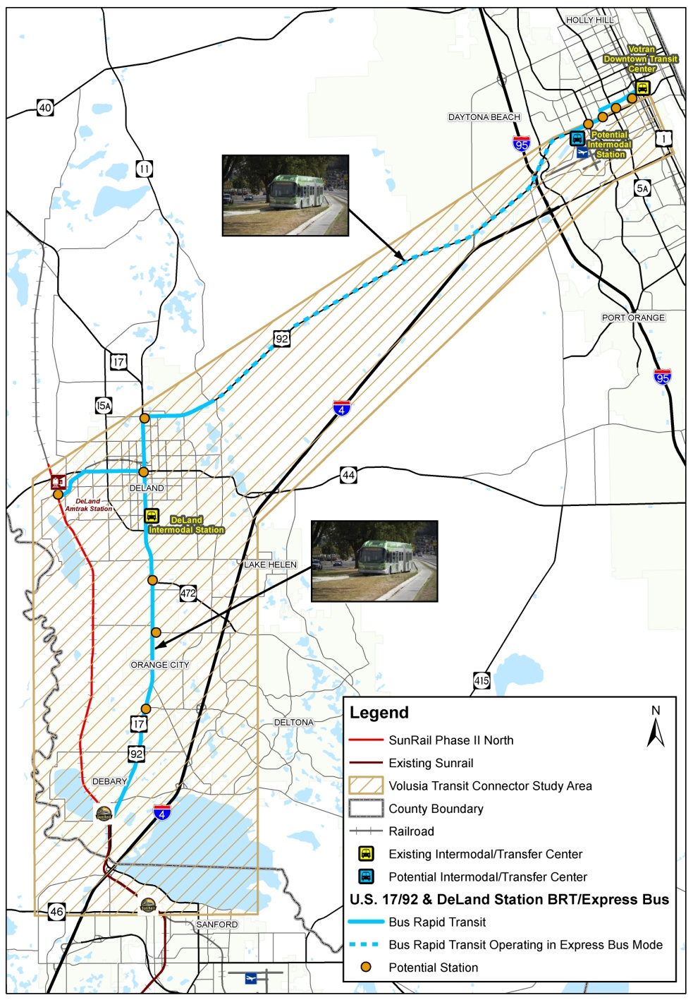 HOLLY HILL
Votran
Downtown Transit
Center
40
DAYTONA BEACH
95
Potential
Intermodal
Station
1
11
5A
92
PORT ORANGE
17
95
15A
4
44
DELAND
DeLand
Amtrak Station
DeLand
Intermodal Station
LAKE HELEN
472
ORANGE CITY
415
17
DELTONA
92
DEBARY
4
46
SANFORD
N
Legend
SunRail Phase II North
Existing Sunrail
Volusia Transit Connector Study Area
County Boundary
Railroad
Existing Intermodal/Transfer Center
Potential Intermodal/Transfer Center
U.S. 17/92 & DeLand Station BRT/Express Bus
Bus Rapid Transit
Bus Rapid Transit Operating in Express Bus Mode
Potential Station